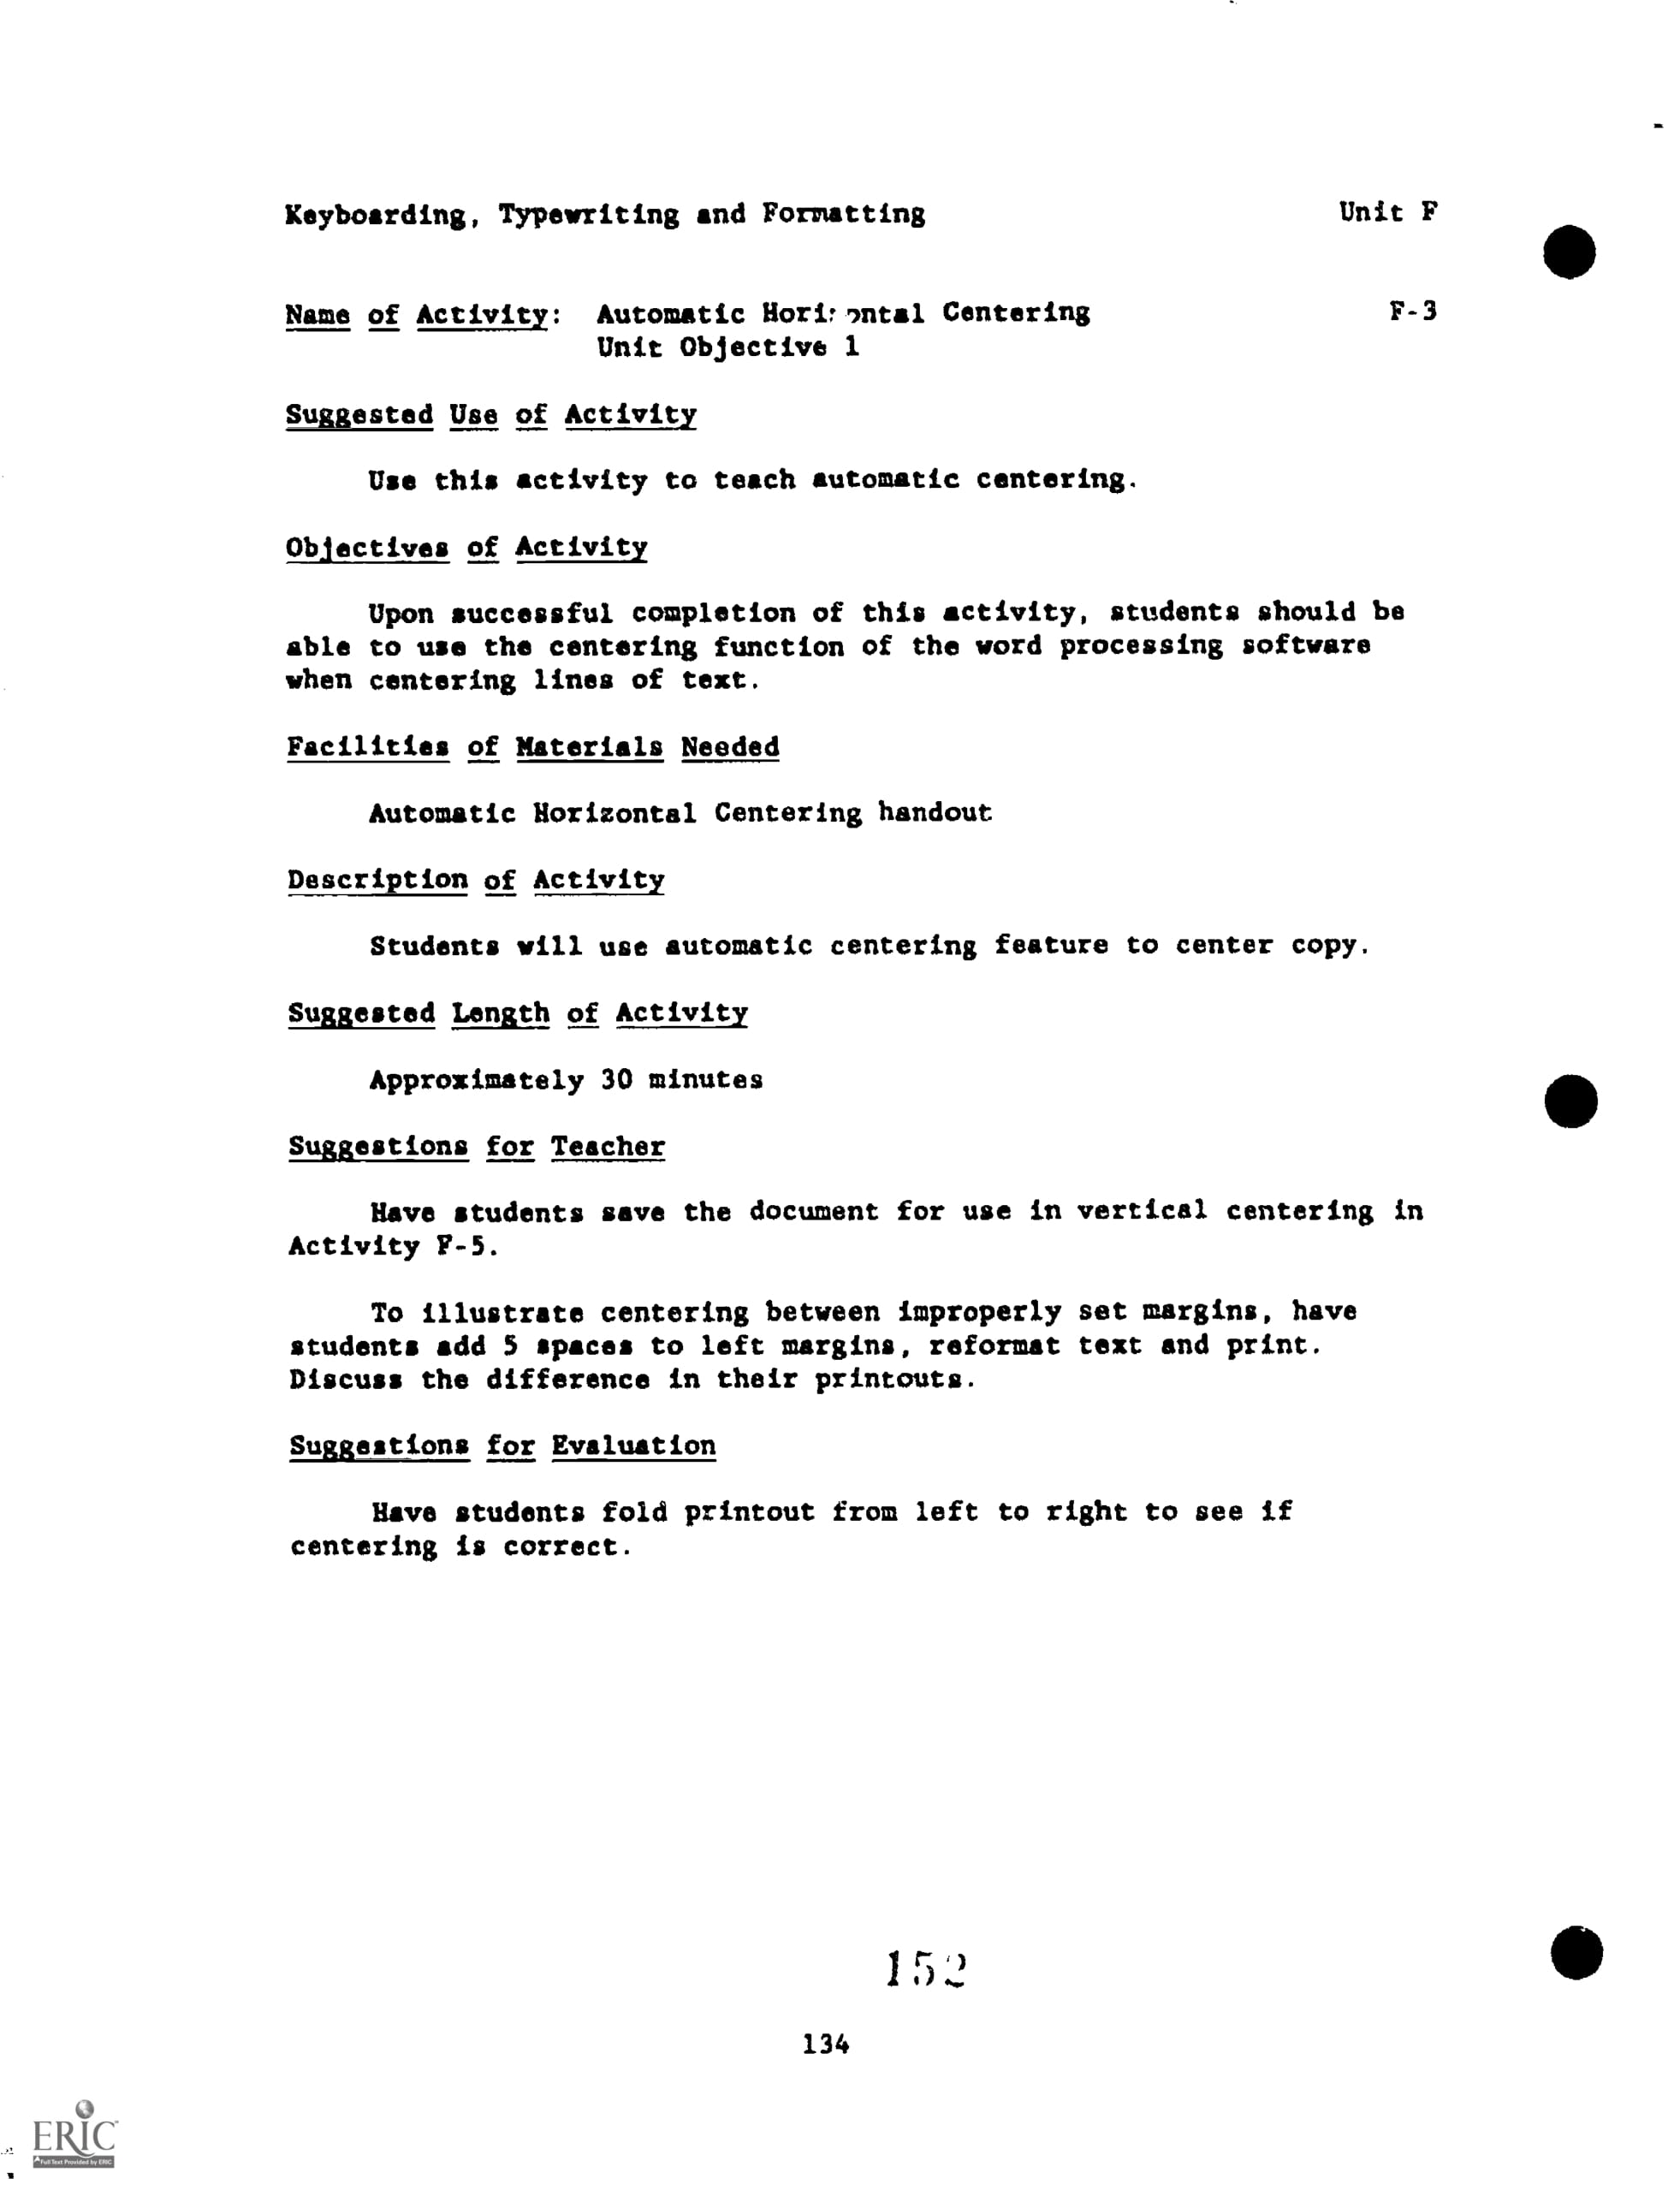 Keyboarding, Typewriting and Formatting Unit F
Name of Activity: Automatic Horizontal Centering F-3
Unit Objective 1
Suggested Use of Activity
Use this activity to teach automatic centering.
Objectives of Activity
Upon successful completion of this activity, students should be
able to use the centering function of the word processing software
when centering lines of text.
Facilities of Materials Needed
Automatic Horizontal Centering handout
Description of Activity
Students will use automatic centering feature to center copy.
Suggested Length of Activity
Approximately 30 minutes
Suggestions for Teacher
Have students save the document for use in vertical centering in
Activity F-5.
To illustrate centering between improperly set margins, have
students add 5 spaces to left margins, reformat text and print.
Discuss the difference in their printouts.
Suggestions for Evaluation
Have students fold printout from left to right to see if
centering is correct.
152
134
ERIC
Full Text Provided by ERIC